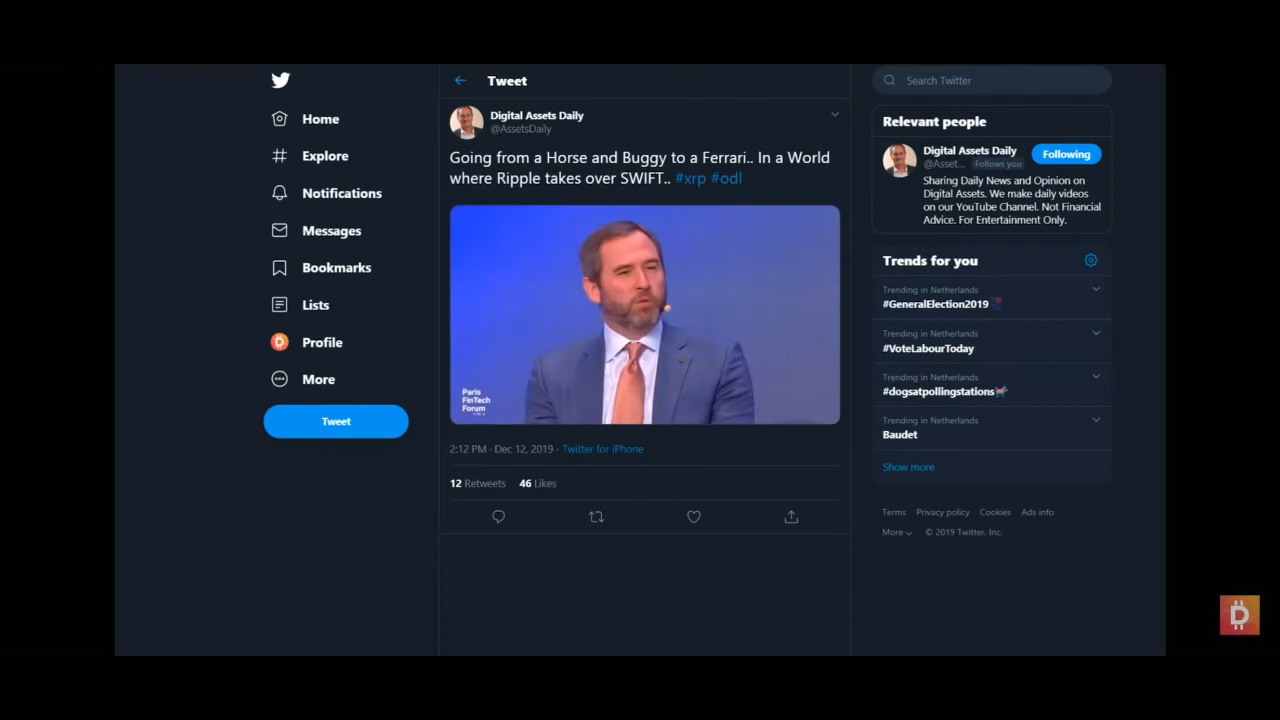 Home
Explore
Notifications
Messages
Bookmarks
Lists
Profile
More
Tweet
Tweet
Digital Assets Daily
@AssetsDaily
Going from a Horse and Buggy to a Ferrari.. In a World
where Ripple takes over SWIFT.. #xrp #odl
Paris
FinTech
Forum
2:12 PM · Dec 12, 2019 · Twitter for iPhone
12 Retweets 46 Likes
Search Twitter
Relevant people
Digital Assets Daily
@Asset... Follows you
Following
Sharing Daily News and Opinion on
Digital Assets. We make daily videos
on our YouTube Channel. Not Financial
Advice. For Entertainment Only.
Trends for you
Trending in Netherlands
#GeneralElection2019
Trending in Netherlands
#VoteLabourToday
Trending in Netherlands
#dogsatpollingstations
Trending in Netherlands
Baudet
Show more
Terms Privacy policy Cookies Ads info
More © 2019 Twitter, Inc.